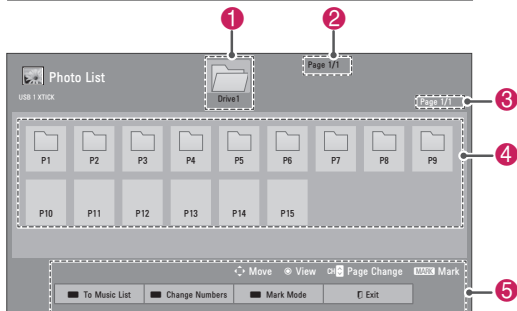 1 2
Page 1/1
Photo List
USB 1 XTICK
Drive1
Page 1/1 3
P1 P2 P3 P4 P5 P6 P7 P8 P9
4
P10 P11 P12 P13 P14 P15
Move View CH Page Change MARK Mark
5
To Music List Change Numbers Mark Mode Exit